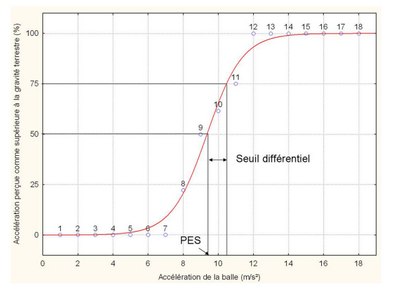 Accélération perçue comme supérieure à la gravité terrestre (%)
100
75
50
25
0
1 2 3 4 5 6 7
8
9
10
11
12 13 14 15 16 17 18
Seuil différentiel
PES
0 2 4 6 8 10 12 14 16 18
Accélération de la balle (m/s²)